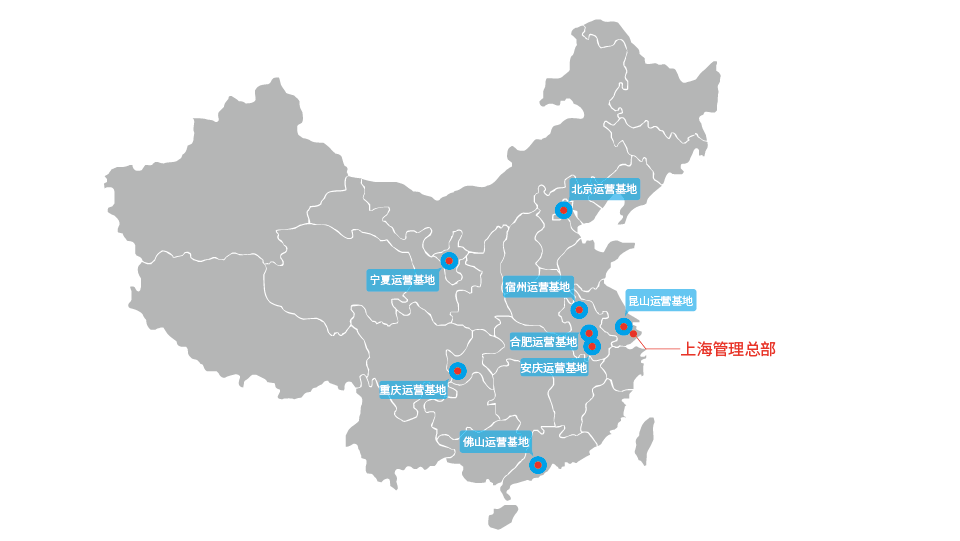 北京运营基地
宁夏运营基地
宿州运营基地
昆山运营基地
合肥运营基地
上海管理总部
安庆运营基地
重庆运营基地
佛山运营基地